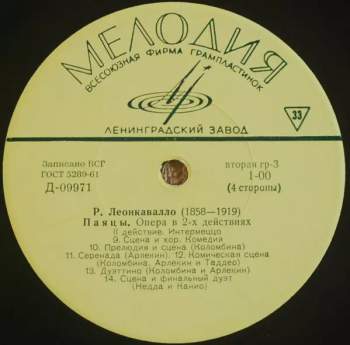 МЕЛОДИЯ
ВСЕСОЮЗНАЯ ФИРМА ГРАМПЛАСТИНОК
33
ЛЕНИНГРАДСКИЙ ЗАВОД
Записано ВСГ
ГОСТ 5289-61
Д-09971
вторая гр-3
1-00
(4 стороны)
Р. Леонкавалло (1858—1919)
Паяцы. Опера в 2-х действиях
II действие. Интермеццо
9. Сцена и хор. Комедия
10. Прелюдия и сцена (Коломбина)
11. Серенада (Арлекин) 12. Комическая сцена
(Коломбина, Арлекин и Таддео)
13. Дуэттино (Коломбина и Арлекин)
14. Сцена и финальный дуэт
(Недда и Канио)